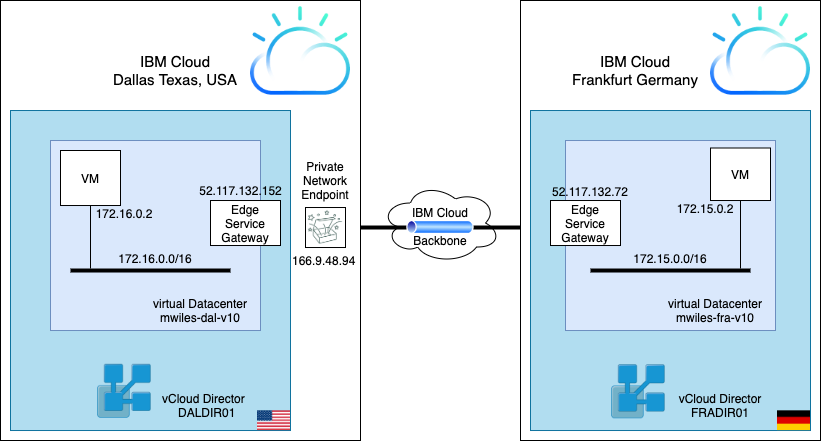 IBM Cloud
Dallas Texas, USA
VM
172.16.0.2
52.117.132.152
Edge
Service
Gateway
172.16.0.0/16
virtual Datacenter
mwiles-dal-v10
vCloud Director
DALDIR01
Private
Network
Endpoint
166.9.48.94
IBM Cloud
Backbone
IBM Cloud
Frankfurt Germany
52.117.132.72
Edge
Service
Gateway
VM
172.15.0.2
172.15.0.0/16
virtual Datacenter
mwiles-fra-v10
vCloud Director
FRADIR01